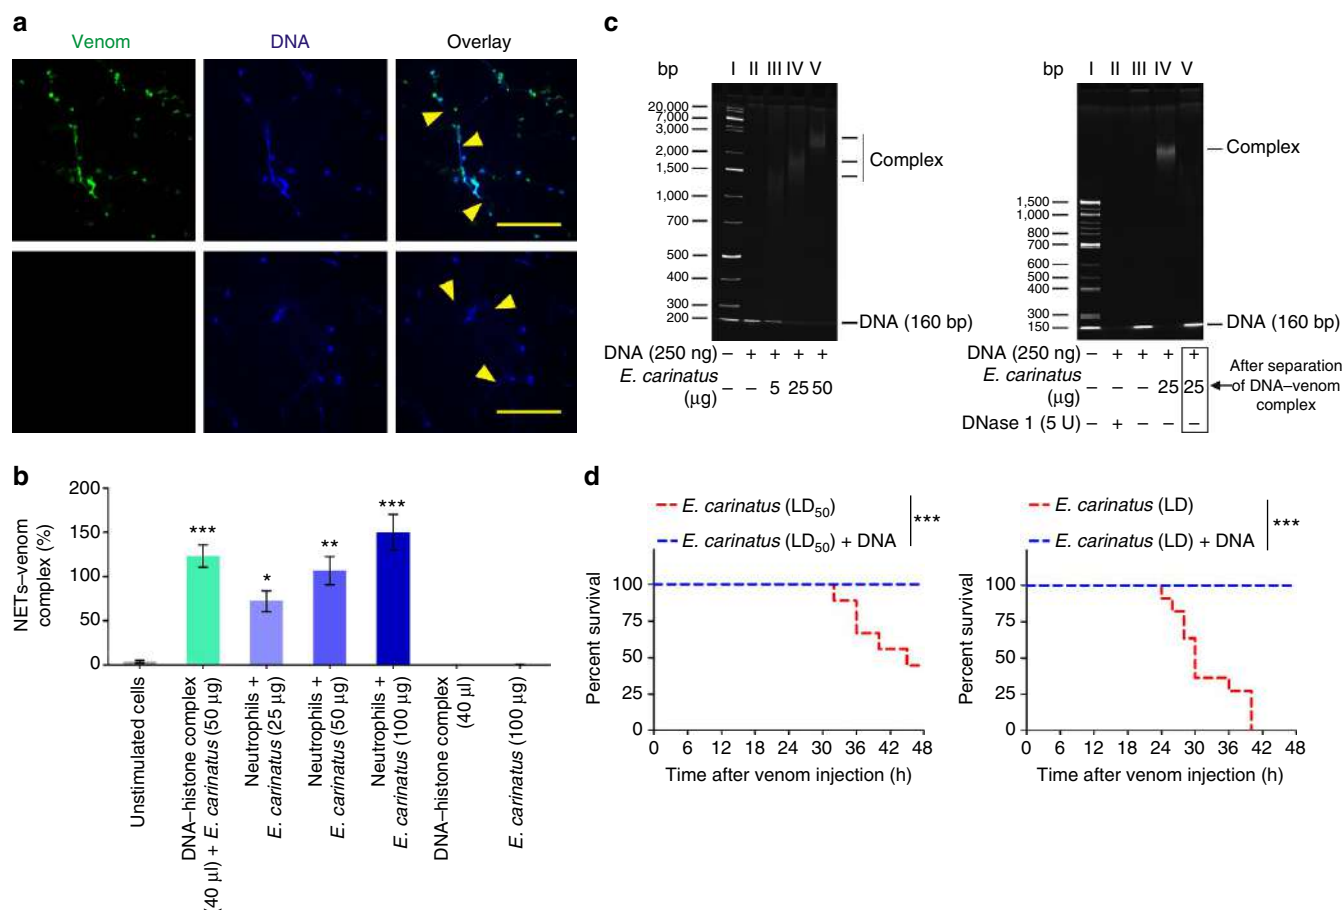 a
Venom
DNA
Overlay
b
NETs–venom
complex (%)
200
150
100
50
0
***
*
**
***
Unstimulated cells
DNA–histone complex
(40 µl) + E. carinatus (50 µg)
Neutrophils +
E. carinatus (25 µg)
Neutrophils +
E. carinatus (50 µg)
Neutrophils +
E. carinatus (100 µg)
DNA–histone complex
(40 µl)
E. carinatus (100 µg)
c
bp I II III IV V
20,000
7,000
3,000
2,000
1,500
1,000
700
500
400
300
200
Complex
DNA (160 bp)
DNA (250 ng) – + + + +
E. carinatus
(µg)
– – 5 25 50
bp I II III IV V
1,500
1,000
800
700
600
500
400
300
150
Complex
DNA (160 bp)
DNA (250 ng) – + + + +
E. carinatus
(µg)
– – – 25 25
DNase 1 (5 U) – + – – –
After separation
of DNA–venom
complex
d
E. carinatus (LD50)
E. carinatus (LD50) + DNA
***
Percent survival
100
75
50
25
0
0 6 12 18 24 30 36 42 48
Time after venom injection (h)
E. carinatus (LD)
E. carinatus (LD) + DNA
***
Percent survival
100
75
50
25
0
0 6 12 18 24 30 36 42 48
Time after venom injection (h)